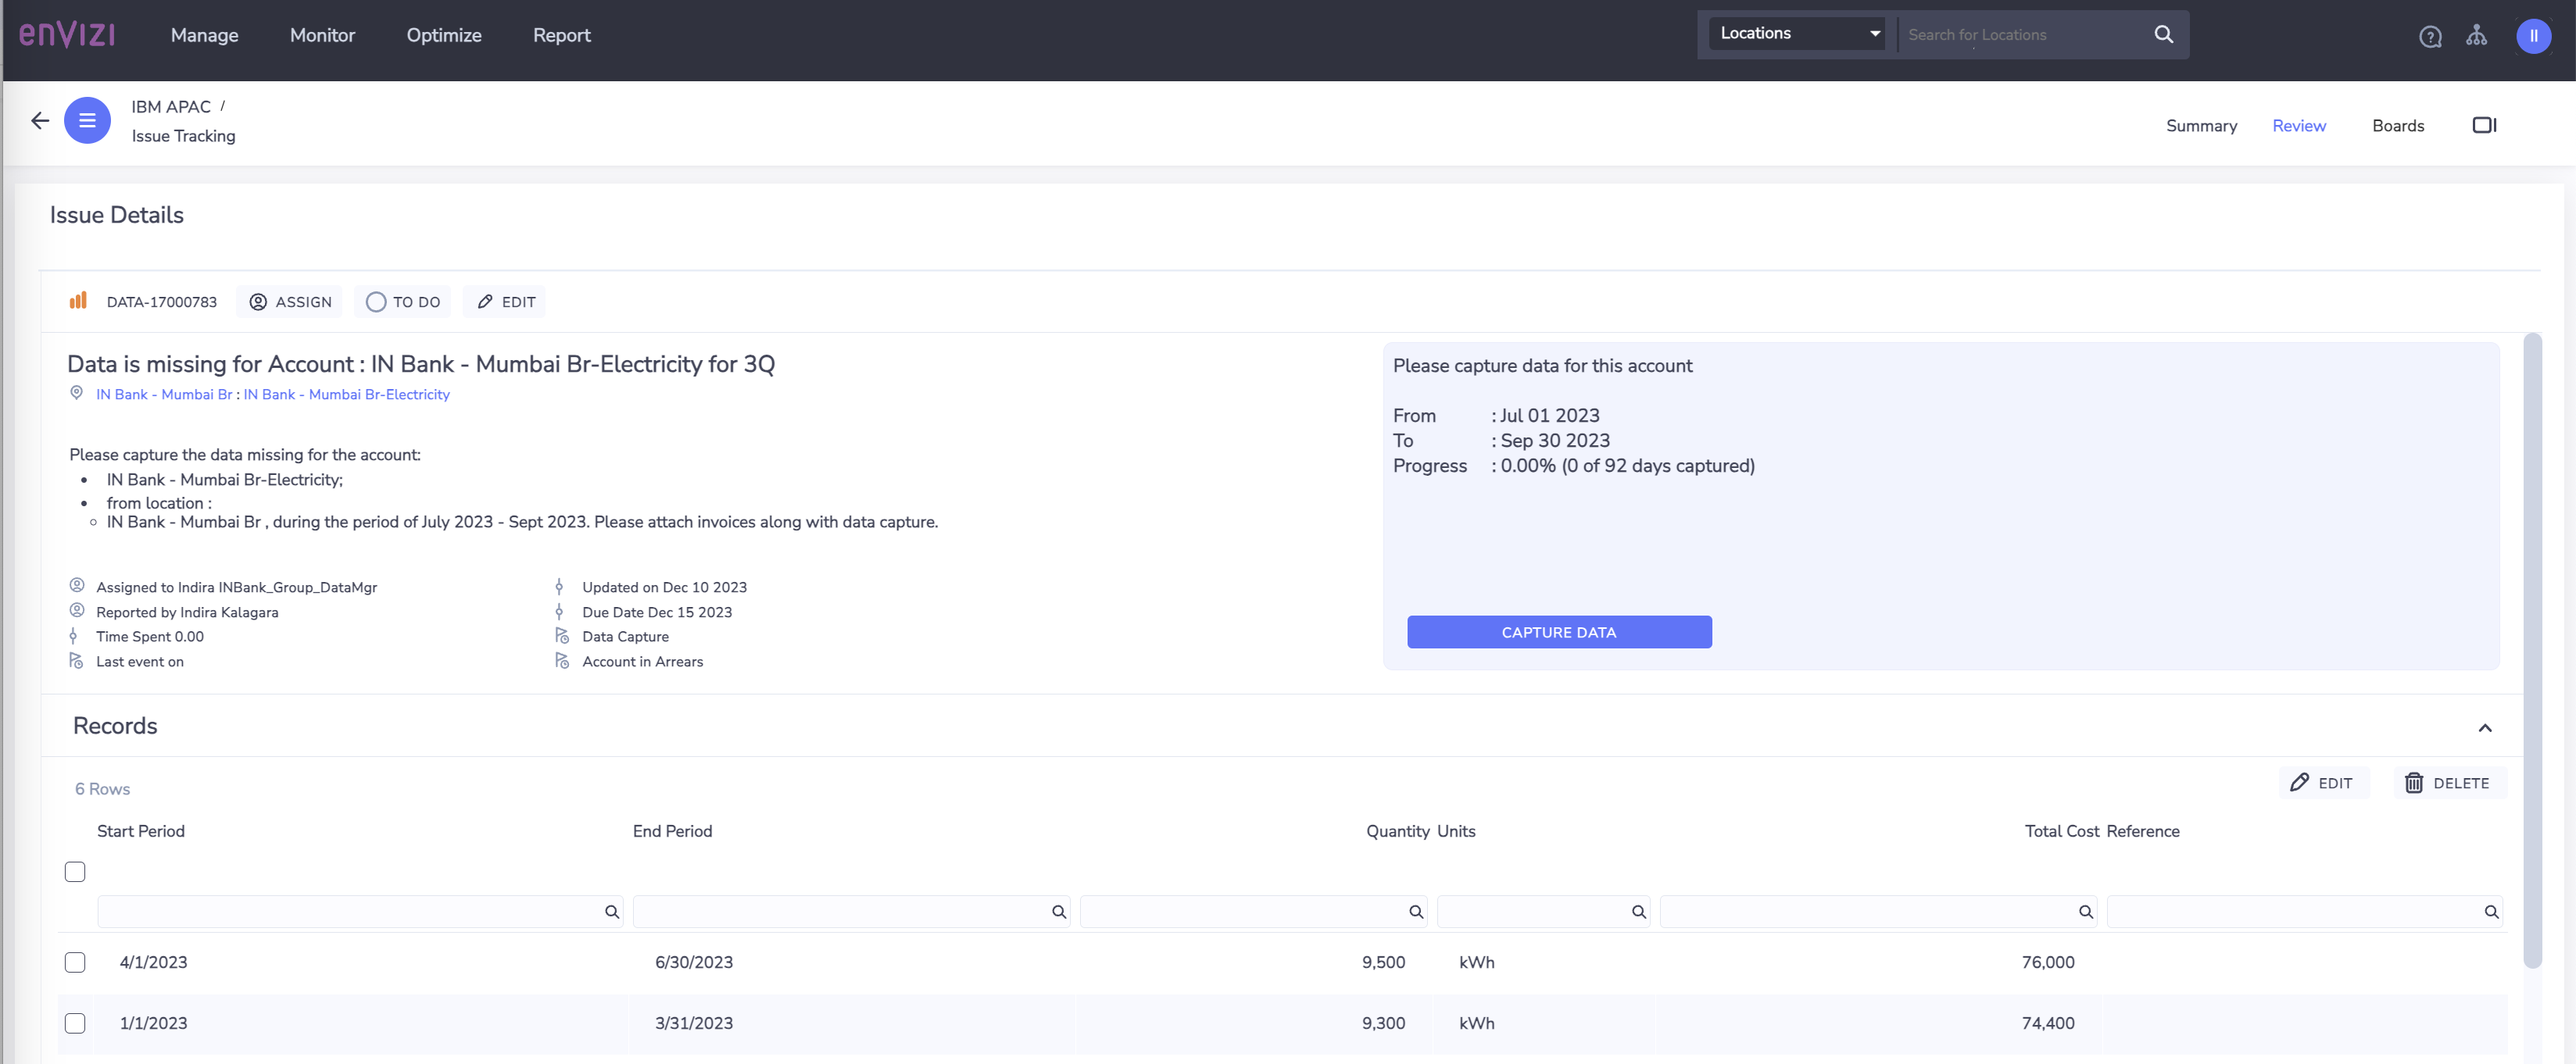 enVIZI
Manage
Monitor
Optimize
Report
Locations
Search for Locations
II
IBM APAC /
Issue Tracking
Summary
Review
Boards
Issue Details
DATA-17000783
ASSIGN
TO DO
EDIT
Data is missing for Account : IN Bank - Mumbai Br-Electricity for 3Q
IN Bank - Mumbai Br : IN Bank - Mumbai Br-Electricity
Please capture the data missing for the account:
• IN Bank - Mumbai Br-Electricity;
• from location :
○ IN Bank - Mumbai Br , during the period of July 2023 - Sept 2023. Please attach invoices along with data capture.
Assigned to Indira INBank_Group_DataMgr
Reported by Indira Kalagara
Time Spent 0.00
Last event on
Updated on Dec 10 2023
Due Date Dec 15 2023
Data Capture
Account in Arrears
Please capture data for this account
From : Jul 01 2023
To : Sep 30 2023
Progress : 0.00% (0 of 92 days captured)
CAPTURE DATA
Records
6 Rows
EDIT
DELETE
Start Period End Period Quantity Units Total Cost Reference
4/1/2023 6/30/2023 9,500 kWh 76,000
1/1/2023 3/31/2023 9,300 kWh 74,400